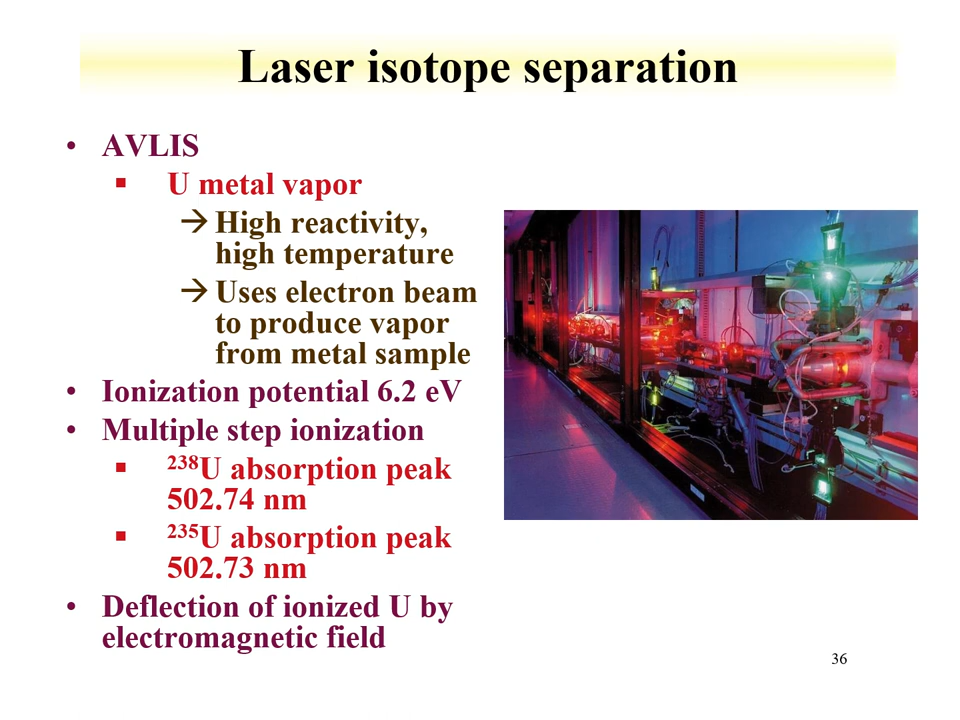 Laser isotope separation
• AVLIS
▪ U metal vapor
→ High reactivity,
high temperature
→ Uses electron beam
to produce vapor
from metal sample
• Ionization potential 6.2 eV
• Multiple step ionization
▪ ²³⁸U absorption peak
502.74 nm
▪ ²³⁵U absorption peak
502.73 nm
• Deflection of ionized U by
electromagnetic field
36